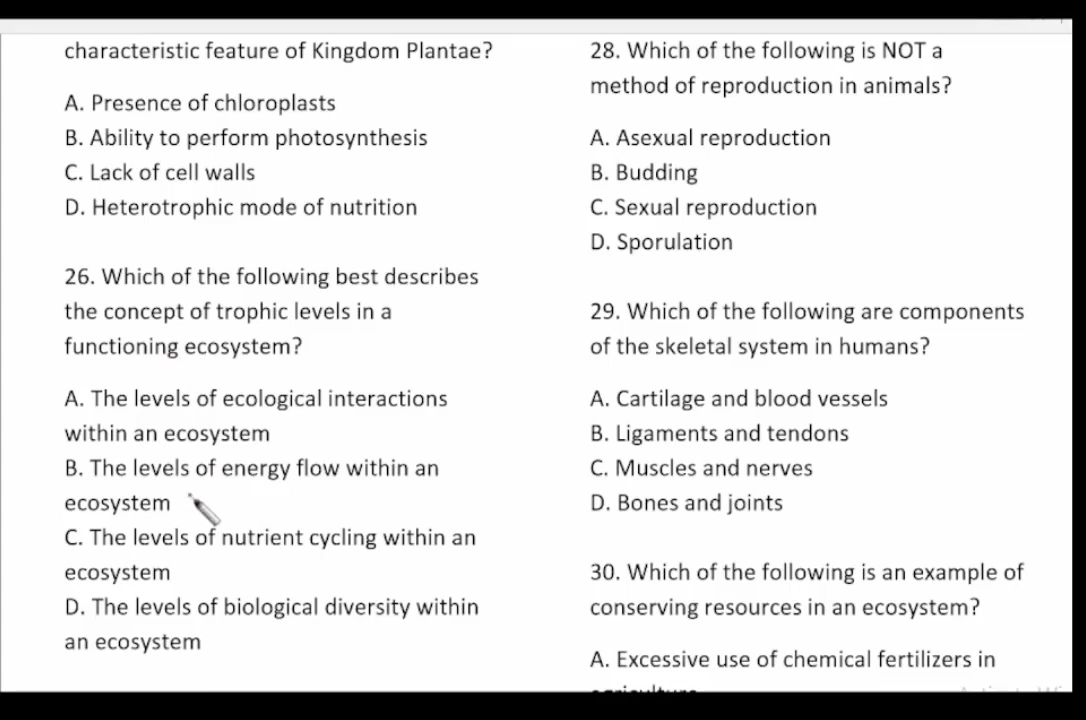 characteristic feature of Kingdom Plantae?
A. Presence of chloroplasts
B. Ability to perform photosynthesis
C. Lack of cell walls
D. Heterotrophic mode of nutrition
26. Which of the following best describes
the concept of trophic levels in a
functioning ecosystem?
A. The levels of ecological interactions
within an ecosystem
B. The levels of energy flow within an
ecosystem
C. The levels of nutrient cycling within an
ecosystem
D. The levels of biological diversity within
an ecosystem
28. Which of the following is NOT a
method of reproduction in animals?
A. Asexual reproduction
B. Budding
C. Sexual reproduction
D. Sporulation
29. Which of the following are components
of the skeletal system in humans?
A. Cartilage and blood vessels
B. Ligaments and tendons
C. Muscles and nerves
D. Bones and joints
30. Which of the following is an example of
conserving resources in an ecosystem?
A. Excessive use of chemical fertilizers in